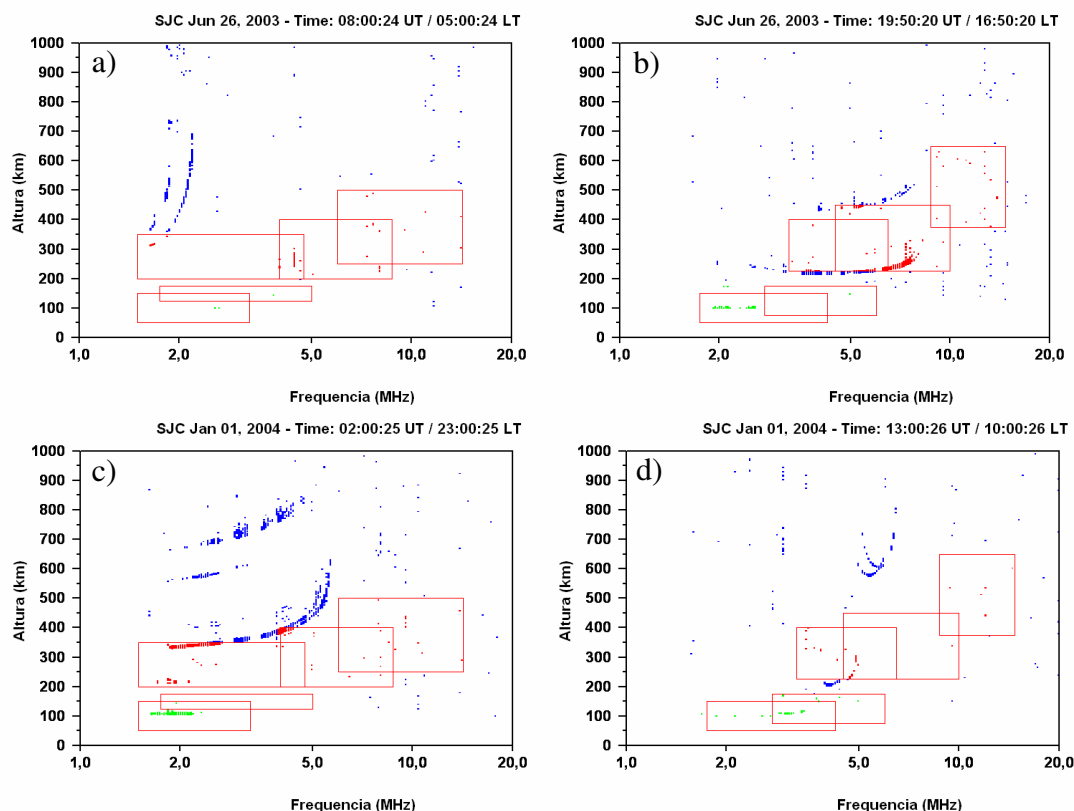 SJC Jun 26, 2003 - Time: 08:00:24 UT / 05:00:24 LT
a)
Altura (km)
1000
900
800
700
600
500
400
300
200
100
0
1,0 2,0 5,0 10,0 20,0
Frequencia (MHz)
SJC Jun 26, 2003 - Time: 19:50:20 UT / 16:50:20 LT
b)
Altura (km)
1000
900
800
700
600
500
400
300
200
100
0
1,0 2,0 5,0 10,0 20,0
Frequencia (MHz)
SJC Jan 01, 2004 - Time: 02:00:25 UT / 23:00:25 LT
c)
Altura (km)
1000
900
800
700
600
500
400
300
200
100
0
1,0 2,0 5,0 10,0 20,0
Frequencia (MHz)
SJC Jan 01, 2004 - Time: 13:00:26 UT / 10:00:26 LT
d)
Altura (km)
1000
900
800
700
600
500
400
300
200
100
0
1,0 2,0 5,0 10,0 20,0
Frequencia (MHz)